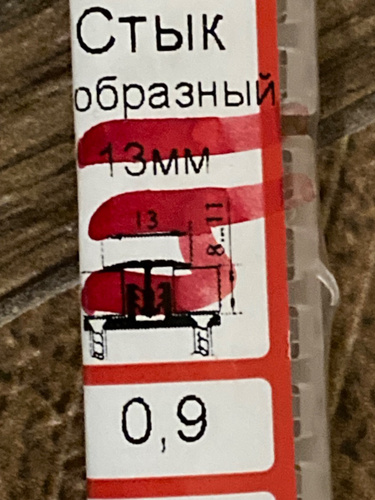 Стык
образный
13мм
13
8...11
0,9